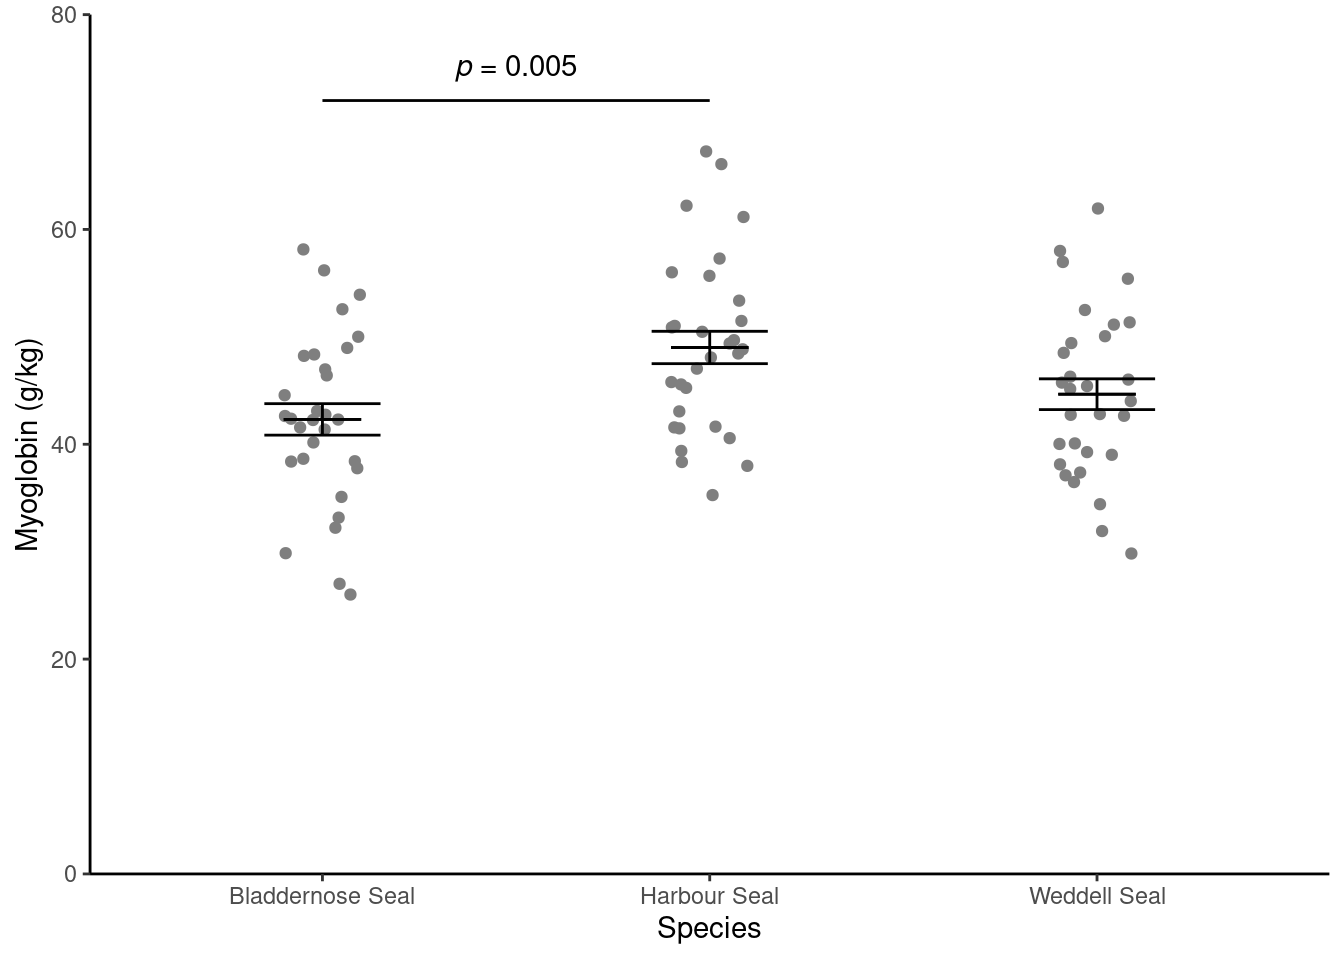 80
p = 0.005
60
40
20
0
Myoglobin (g/kg)
Bladdernose Seal Harbour Seal Weddell Seal
Species